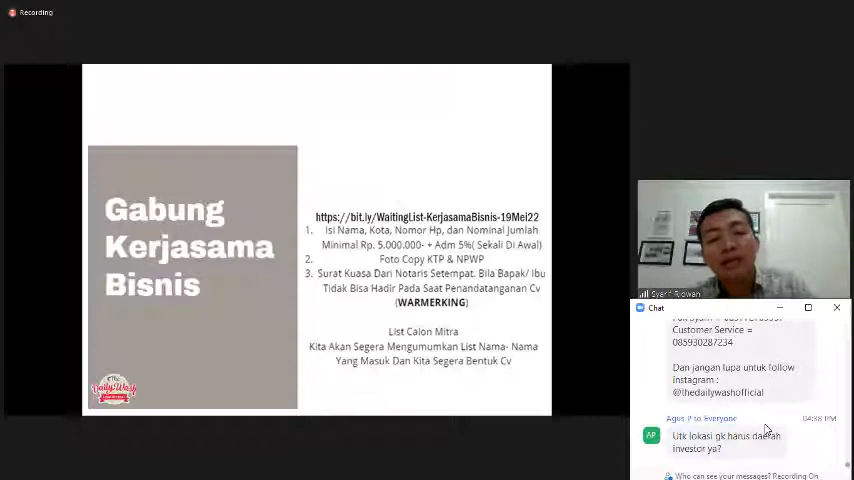 Recording
Gabung
Kerjasama
Bisnis
The
DailyWash
https://bit.ly/WaitingList-KerjasamaBisnis-19Mei22
1. Isi Nama, Kota, Nomor Hp, dan Nominal Jumlah
Minimal Rp. 5.000.000- + Adm 5%( Sekali Di Awal)
2. Foto Copy KTP & NPWP
3. Surat Kuasa Dari Notaris Setempat. Bila Bapak/ Ibu
Tidak Bisa Hadir Pada Saat Penandatanganan Cv
(WARMERKING)
List Calon Mitra
Kita Akan Segera Mengumumkan List Nama- Nama
Yang Masuk Dan Kita Segera Bentuk Cv
Syarif Ridwan
Chat
Customer Service =
085930287234
Dan jangan lupa untuk follow
instagram :
@thedailywashofficial
Agus P to Everyone 04:38 PM
AP
Utk lokasi gk harus daerah
investor ya?
Who can see your messages? Recording On